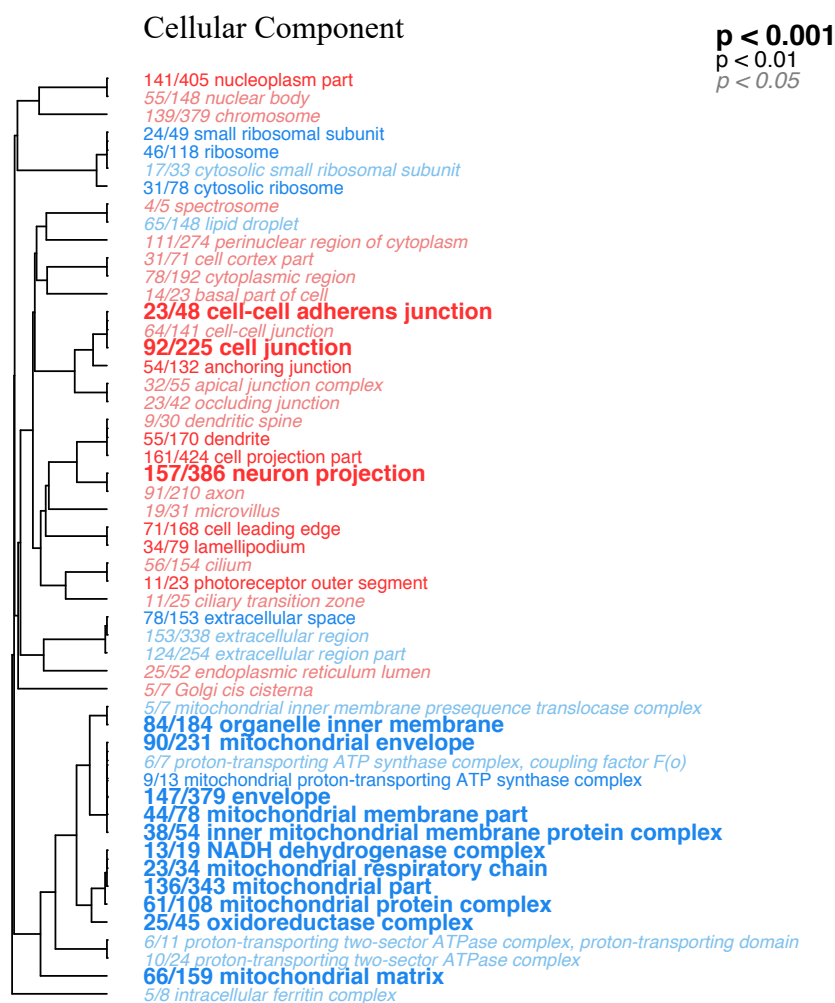 Cellular Component
p < 0.001
p < 0.01
p < 0.05
141/405 nucleoplasm part
55/148 nuclear body
139/379 chromosome
24/49 small ribosomal subunit
46/118 ribosome
17/33 cytosolic small ribosomal subunit
31/78 cytosolic ribosome
4/5 spectrosome
65/148 lipid droplet
111/274 perinuclear region of cytoplasm
31/71 cell cortex part
78/192 cytoplasmic region
14/23 basal part of cell
23/48 cell-cell adherens junction
64/141 cell-cell junction
92/225 cell junction
54/132 anchoring junction
32/55 apical junction complex
23/42 occluding junction
9/30 dendritic spine
55/170 dendrite
161/424 cell projection part
157/386 neuron projection
91/210 axon
19/31 microvillus
71/168 cell leading edge
34/79 lamellipodium
56/154 cilium
11/23 photoreceptor outer segment
11/25 ciliary transition zone
78/153 extracellular space
153/338 extracellular region
124/254 extracellular region part
25/52 endoplasmic reticulum lumen
5/7 Golgi cis cisterna
5/7 mitochondrial inner membrane presequence translocase complex
84/184 organelle inner membrane
90/231 mitochondrial envelope
6/7 proton-transporting ATP synthase complex, coupling factor F(o)
9/13 mitochondrial proton-transporting ATP synthase complex
147/379 envelope
44/78 mitochondrial membrane part
38/54 inner mitochondrial membrane protein complex
13/19 NADH dehydrogenase complex
23/34 mitochondrial respiratory chain
136/343 mitochondrial part
61/108 mitochondrial protein complex
25/45 oxidoreductase complex
6/11 proton-transporting two-sector ATPase complex, proton-transporting domain
10/24 proton-transporting two-sector ATPase complex
66/159 mitochondrial matrix
5/8 intracellular ferritin complex